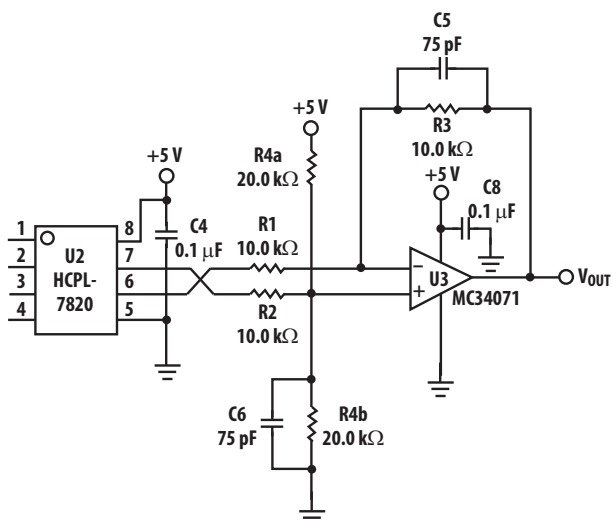 C5
75 pF
+5 V
R3
10.0 kΩ
R4a
20.0 kΩ
+5 V
+5 V
C8
0.1 µF
C4
0.1 µF
1
2
3
4
U2
HCPL-
7820
8
7
6
5
R1
10.0 kΩ
R2
10.0 kΩ
−
+
U3
MC34071
VOUT
C6
75 pF
R4b
20.0 kΩ